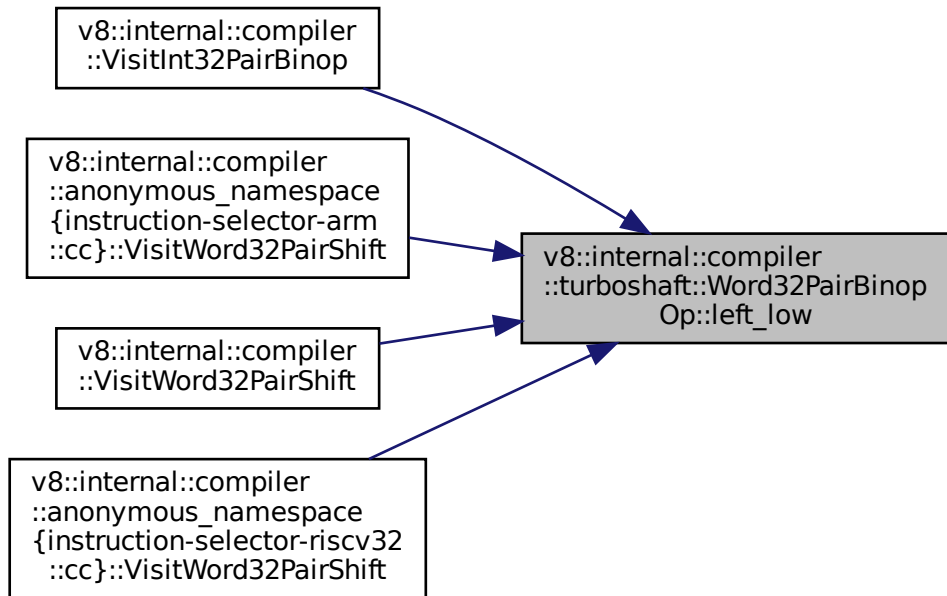 v8::internal::compiler
::VisitInt32PairBinop
v8::internal::compiler
::anonymous_namespace
{instruction-selector-arm
::cc}::VisitWord32PairShift
v8::internal::compiler
::turboshaft::Word32PairBinop
Op::left_low
v8::internal::compiler
::VisitWord32PairShift
v8::internal::compiler
::anonymous_namespace
{instruction-selector-riscv32
::cc}::VisitWord32PairShift